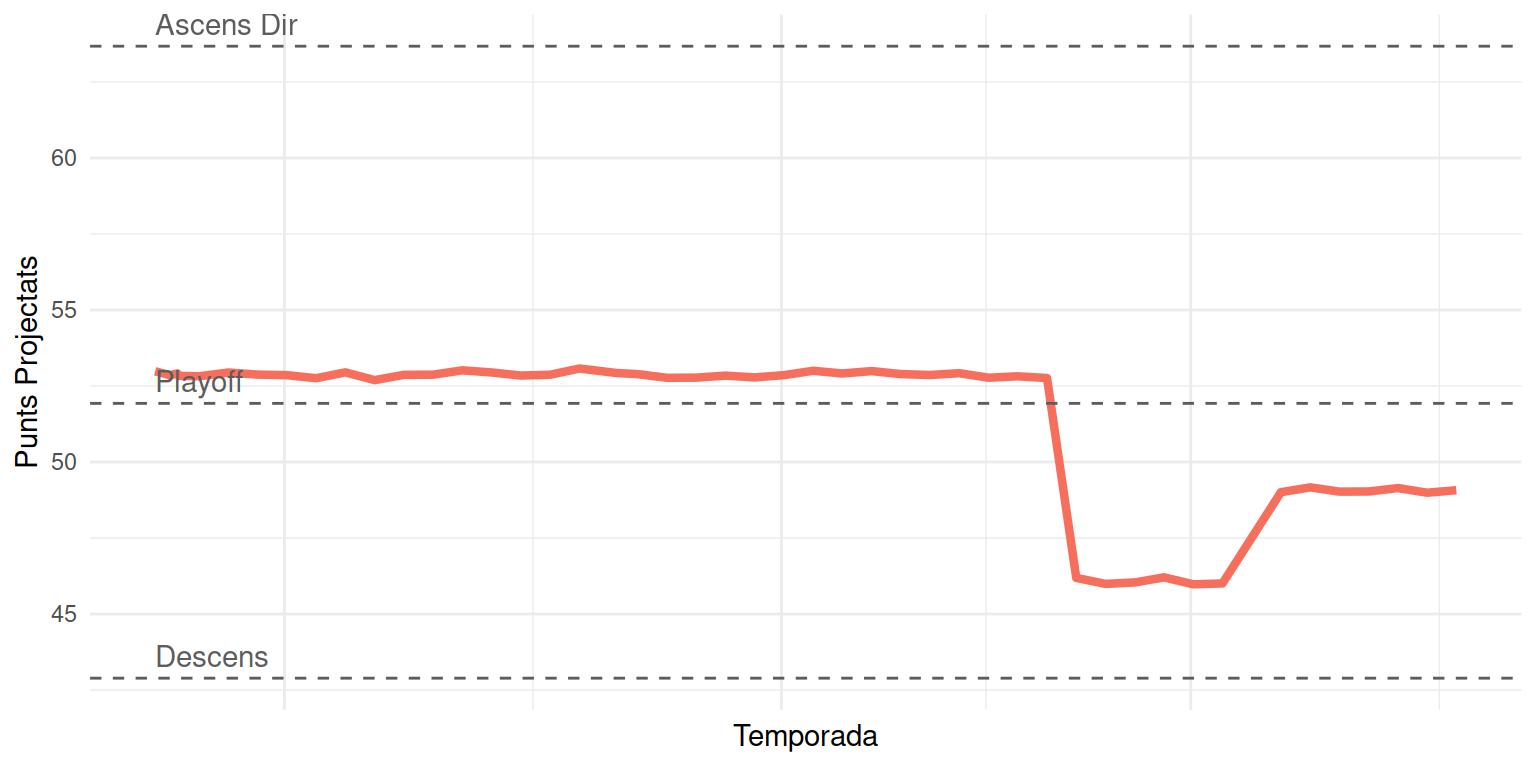 Ascens Dir
60
55
Playoff
50
45
Descens
Punts Projectats
Temporada